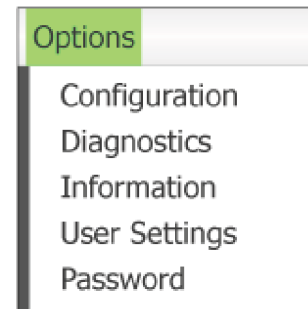 Options
Configuration
Diagnostics
Information
User Settings
Password